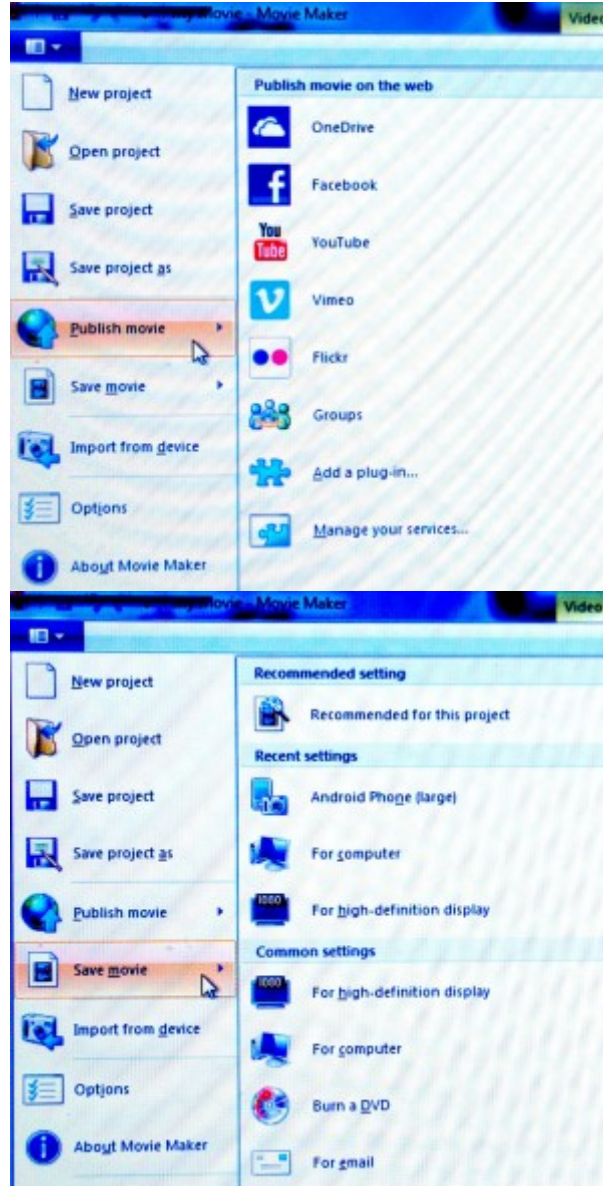 ovie - Movie Maker
Video
New project
Open project
Save project
Save project as
Publish movie
Save movie
Import from device
Options
About Movie Maker
Publish movie on the web
OneDrive
f
Facebook
You
Tube
YouTube
V
Vimeo
Flickr
Groups
Add a plug-in...
Manage your services...
ovie - Movie Maker
Video
New project
Open project
Save project
Save project as
Publish movie
Save movie
Import from device
Options
About Movie Maker
Recommended setting
Recommended for this project
Recent settings
Android Phone (large)
For computer
1080
For high-definition display
Common settings
1080
For high-definition display
For computer
Burn a DVD
For email